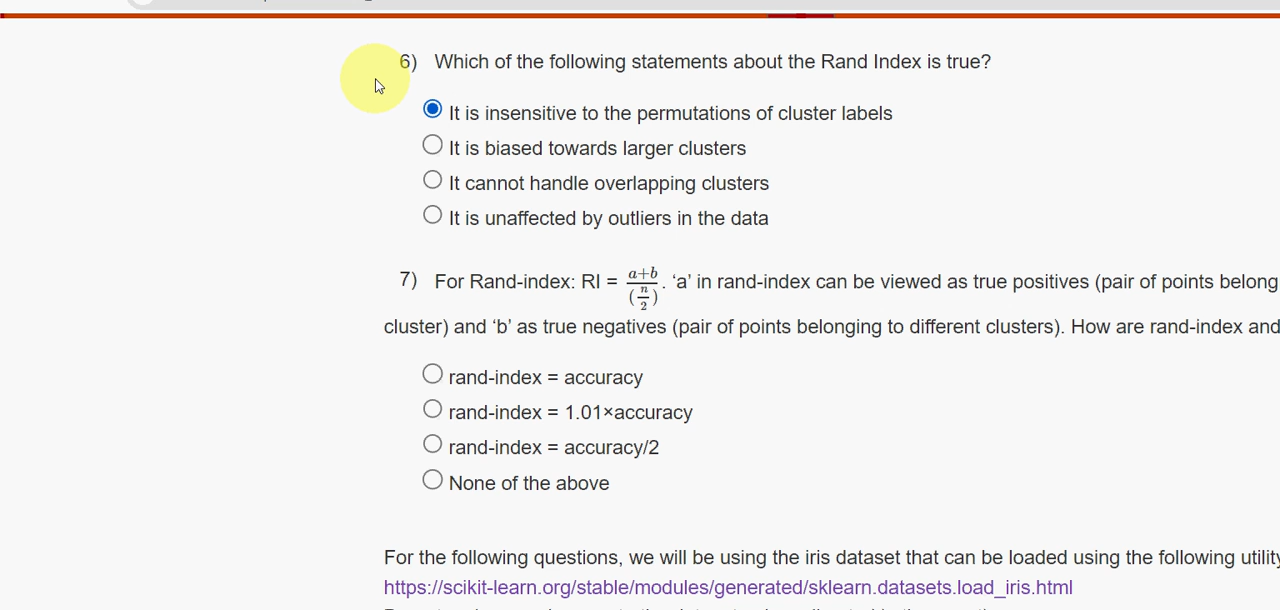 6) Which of the following statements about the Rand Index is true?
It is insensitive to the permutations of cluster labels
It is biased towards larger clusters
It cannot handle overlapping clusters
It is unaffected by outliers in the data
7) For Rand-index: RI = \frac{a+b}{(\frac{n}{2})}. ‘a’ in rand-index can be viewed as true positives (pair of points belong
cluster) and ‘b’ as true negatives (pair of points belonging to different clusters). How are rand-index and
rand-index = accuracy
rand-index = 1.01×accuracy
rand-index = accuracy/2
None of the above
For the following questions, we will be using the iris dataset that can be loaded using the following utility
https://scikit-learn.org/stable/modules/generated/sklearn.datasets.load_iris.html